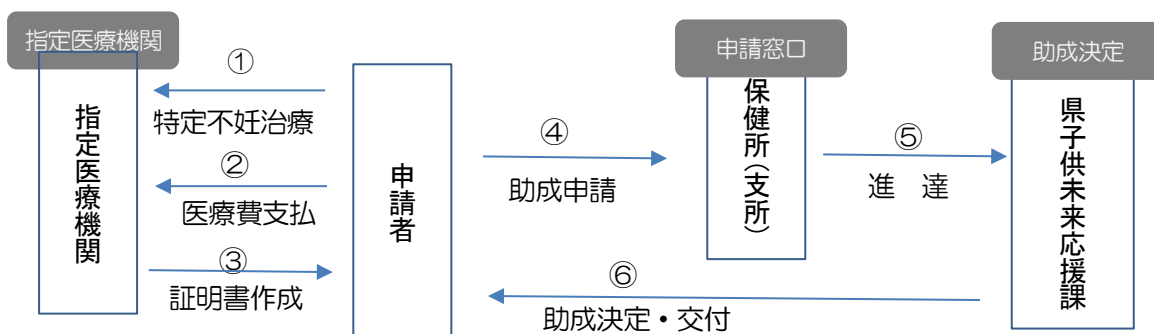 指定医療機関
申請窓口
助成決定
指定医療機関
①
特定不妊治療
②
医療費支払
③
証明書作成
申請者
④
助成申請
保健所(支所)
⑤
進　達
県子供未来応援課
⑥
助成決定・交付